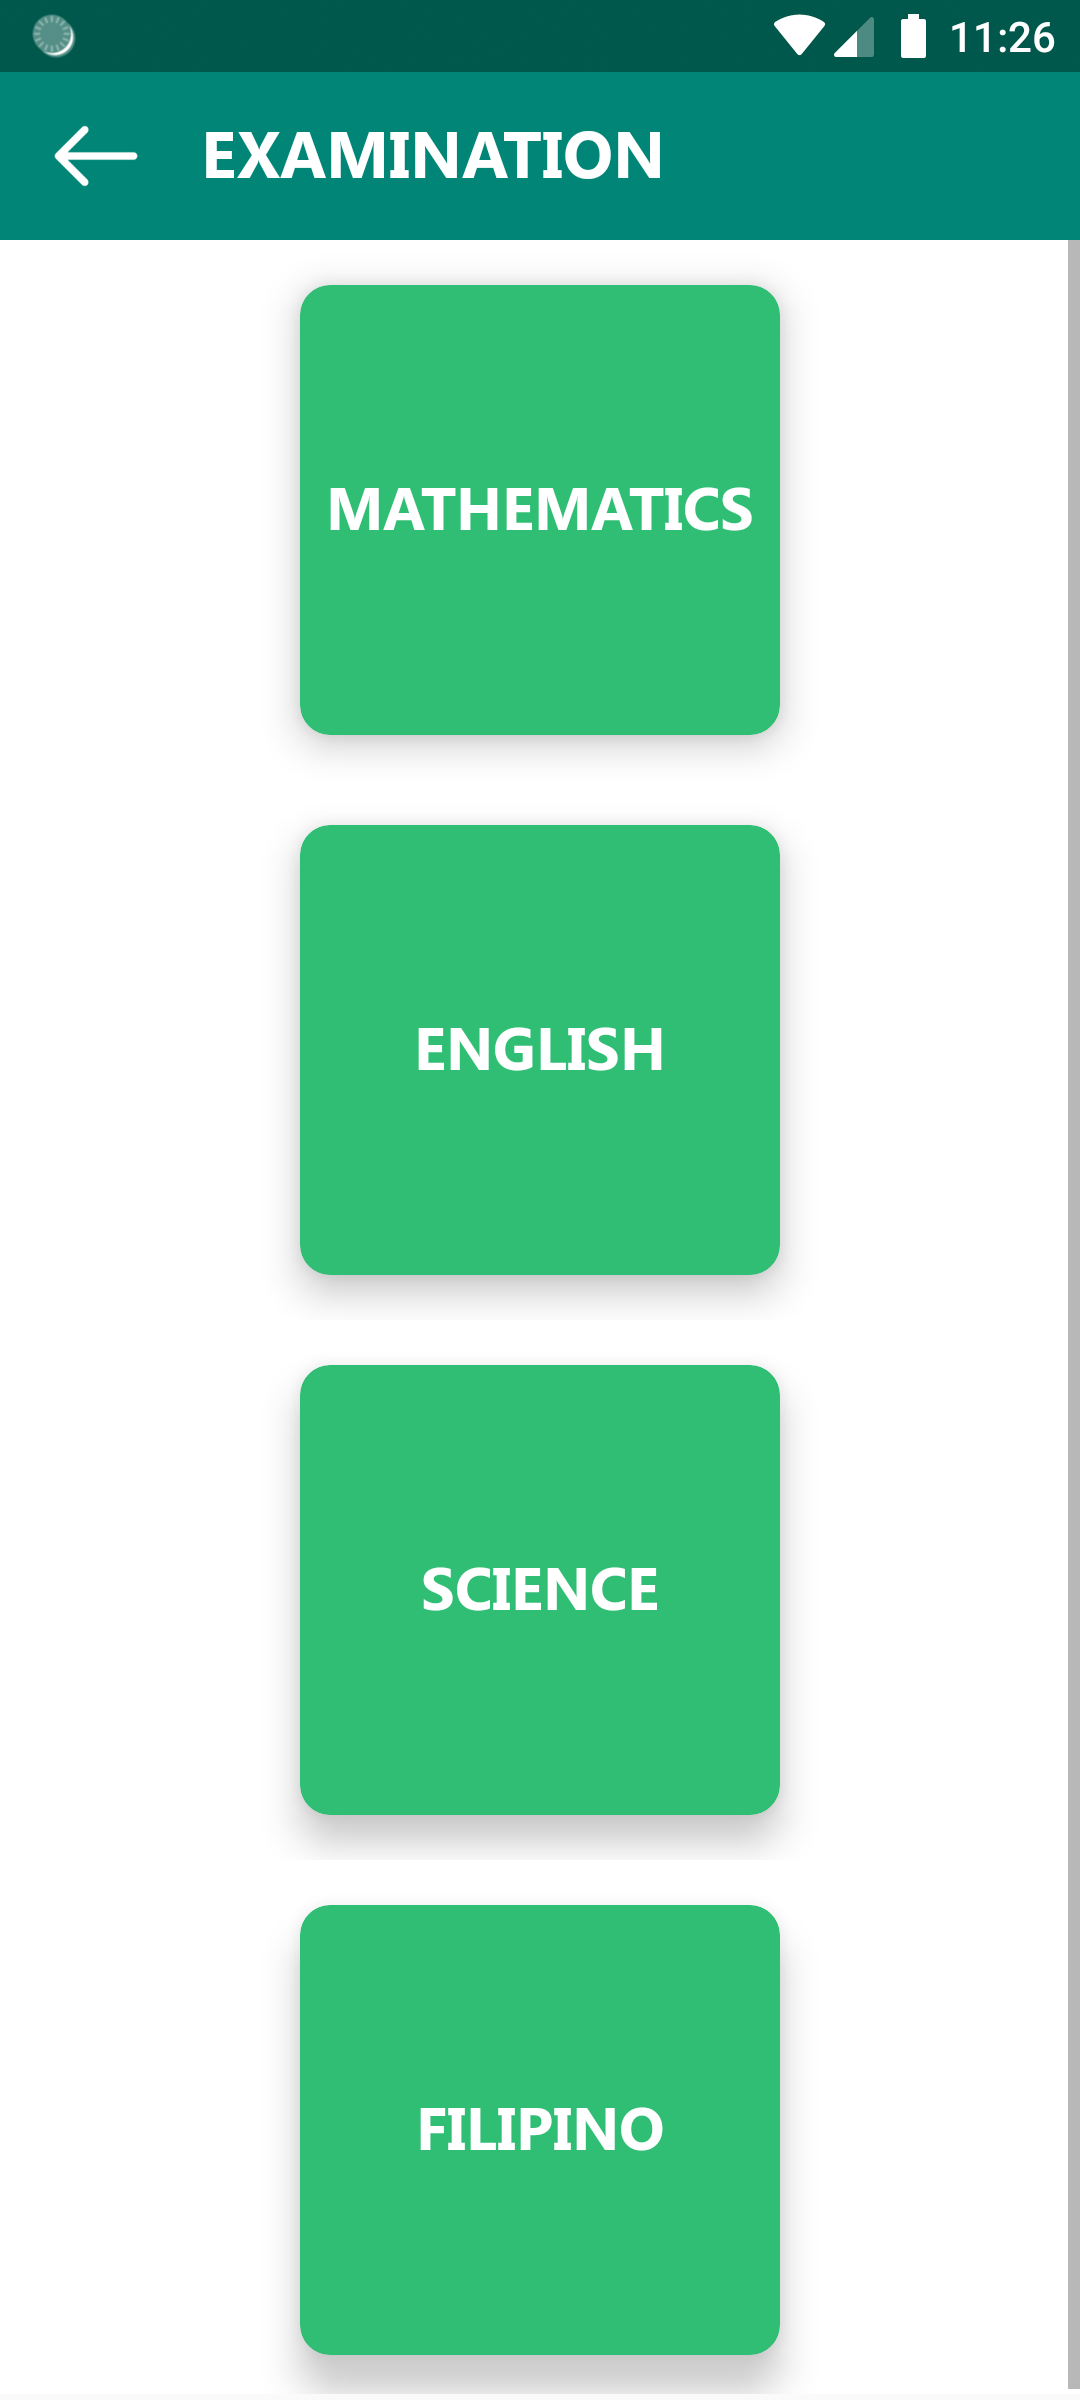 11:26
EXAMINATION
MATHEMATICS
ENGLISH
SCIENCE
FILIPINO